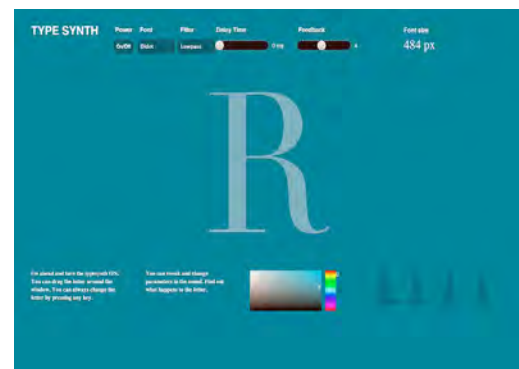 TYPE SYNTH
Power Font Filter Delay Time Feedback Font size
On/Off Didot Lowpass 0 ms 484 px
R
Go ahead and turn the typesynth ON.
You can drag the letter around the
window. You can always change the
letter by pressing any key.
You can tweak and change
parameters in the sound. Find out
what happens to the letter.